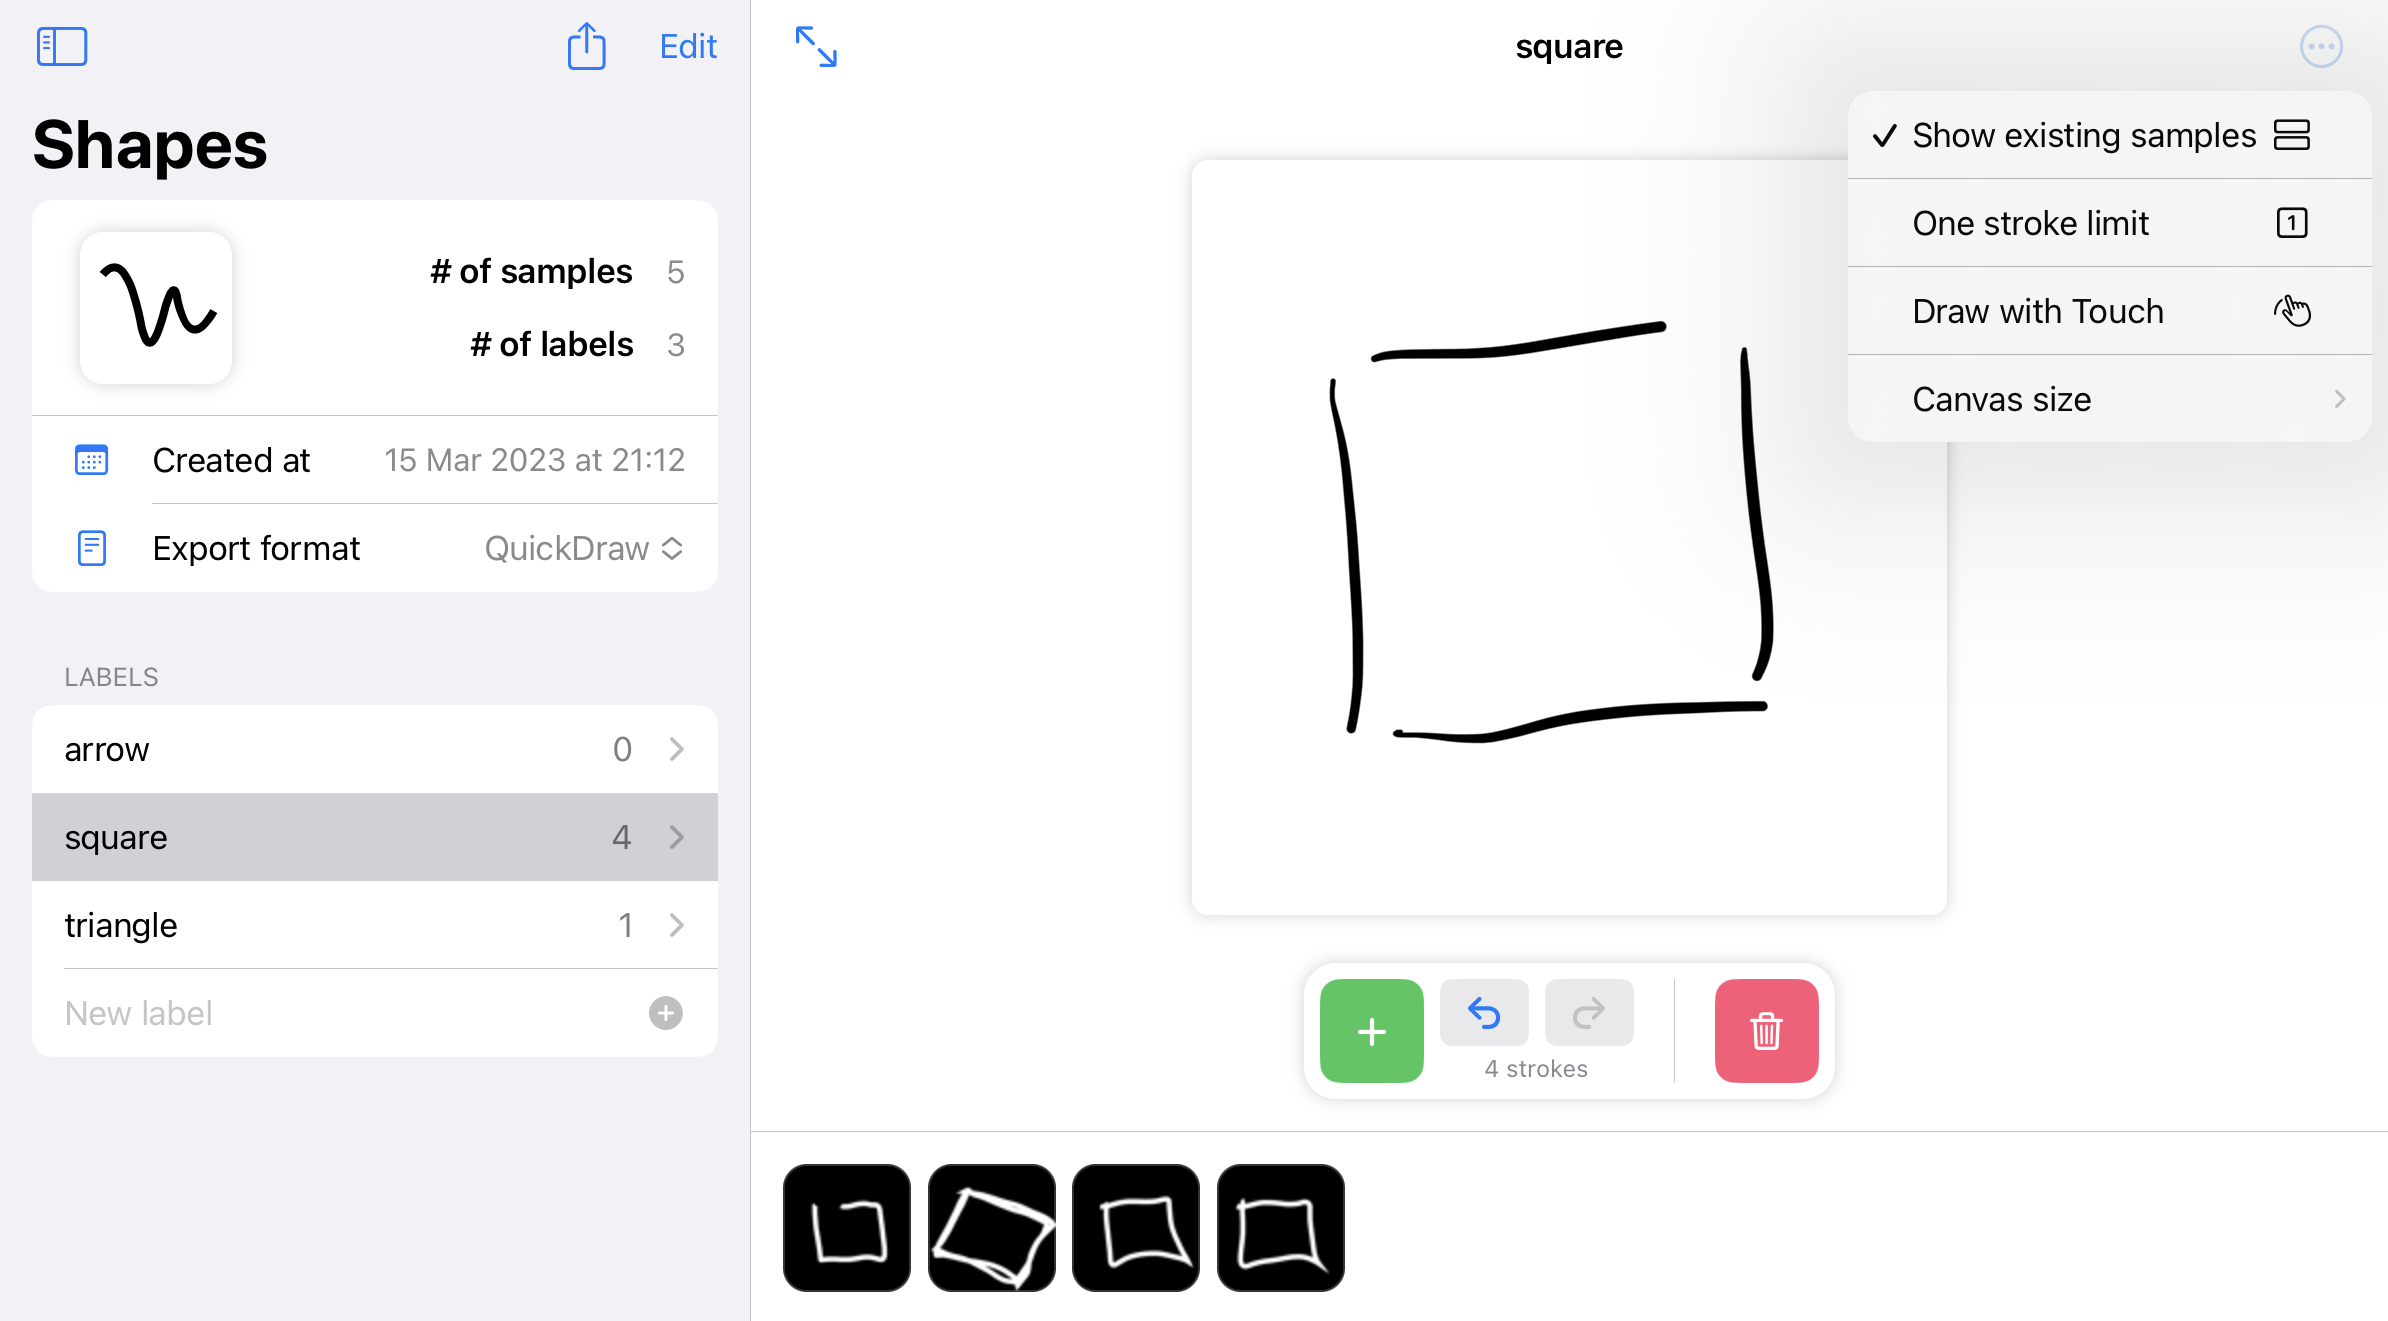 Edit
Shapes
# of samples 5
# of labels 3
Created at 15 Mar 2023 at 21:12
Export format QuickDraw
LABELS
arrow 0
square 4
triangle 1
New label
square
Show existing samples
One stroke limit 1
Draw with Touch
Canvas size
4 strokes